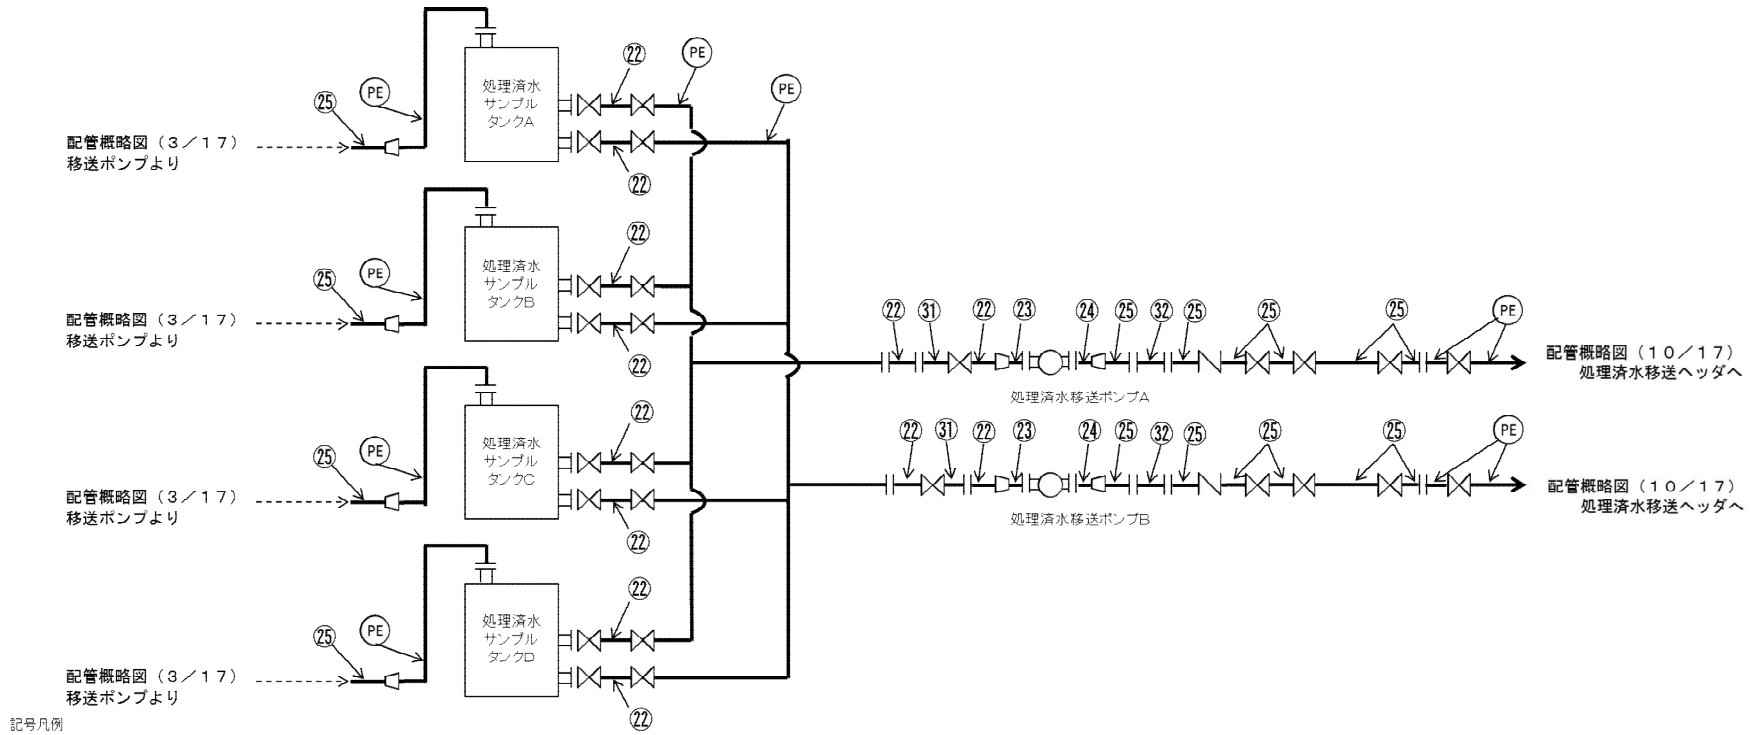 ㉒
PE
PE
PE
㉕
処理済水
サンプル
タンクA
配管概略図（３／１７）
移送ポンプより
㉒
㉒
PE
㉕
処理済水
サンプル
タンクB
配管概略図（３／１７）
移送ポンプより
㉒
㉒ ㉛ ㉒ ㉓ ㉔ ㉕ ㉜ ㉕ ㉕ ㉕ PE
配管概略図（１０／１７）
処理済水移送ヘッダへ
処理済水移送ポンプA
㉒
PE
㉕
処理済水
サンプル
タンクC
配管概略図（３／１７）
移送ポンプより
㉒
㉒ ㉛ ㉒ ㉓ ㉔ ㉕ ㉜ ㉕ ㉕ ㉕ PE
配管概略図（１０／１７）
処理済水移送ヘッダへ
処理済水移送ポンプB
㉒
PE
㉕
処理済水
サンプル
タンクD
配管概略図（３／１７）
移送ポンプより
㉒
記号凡例